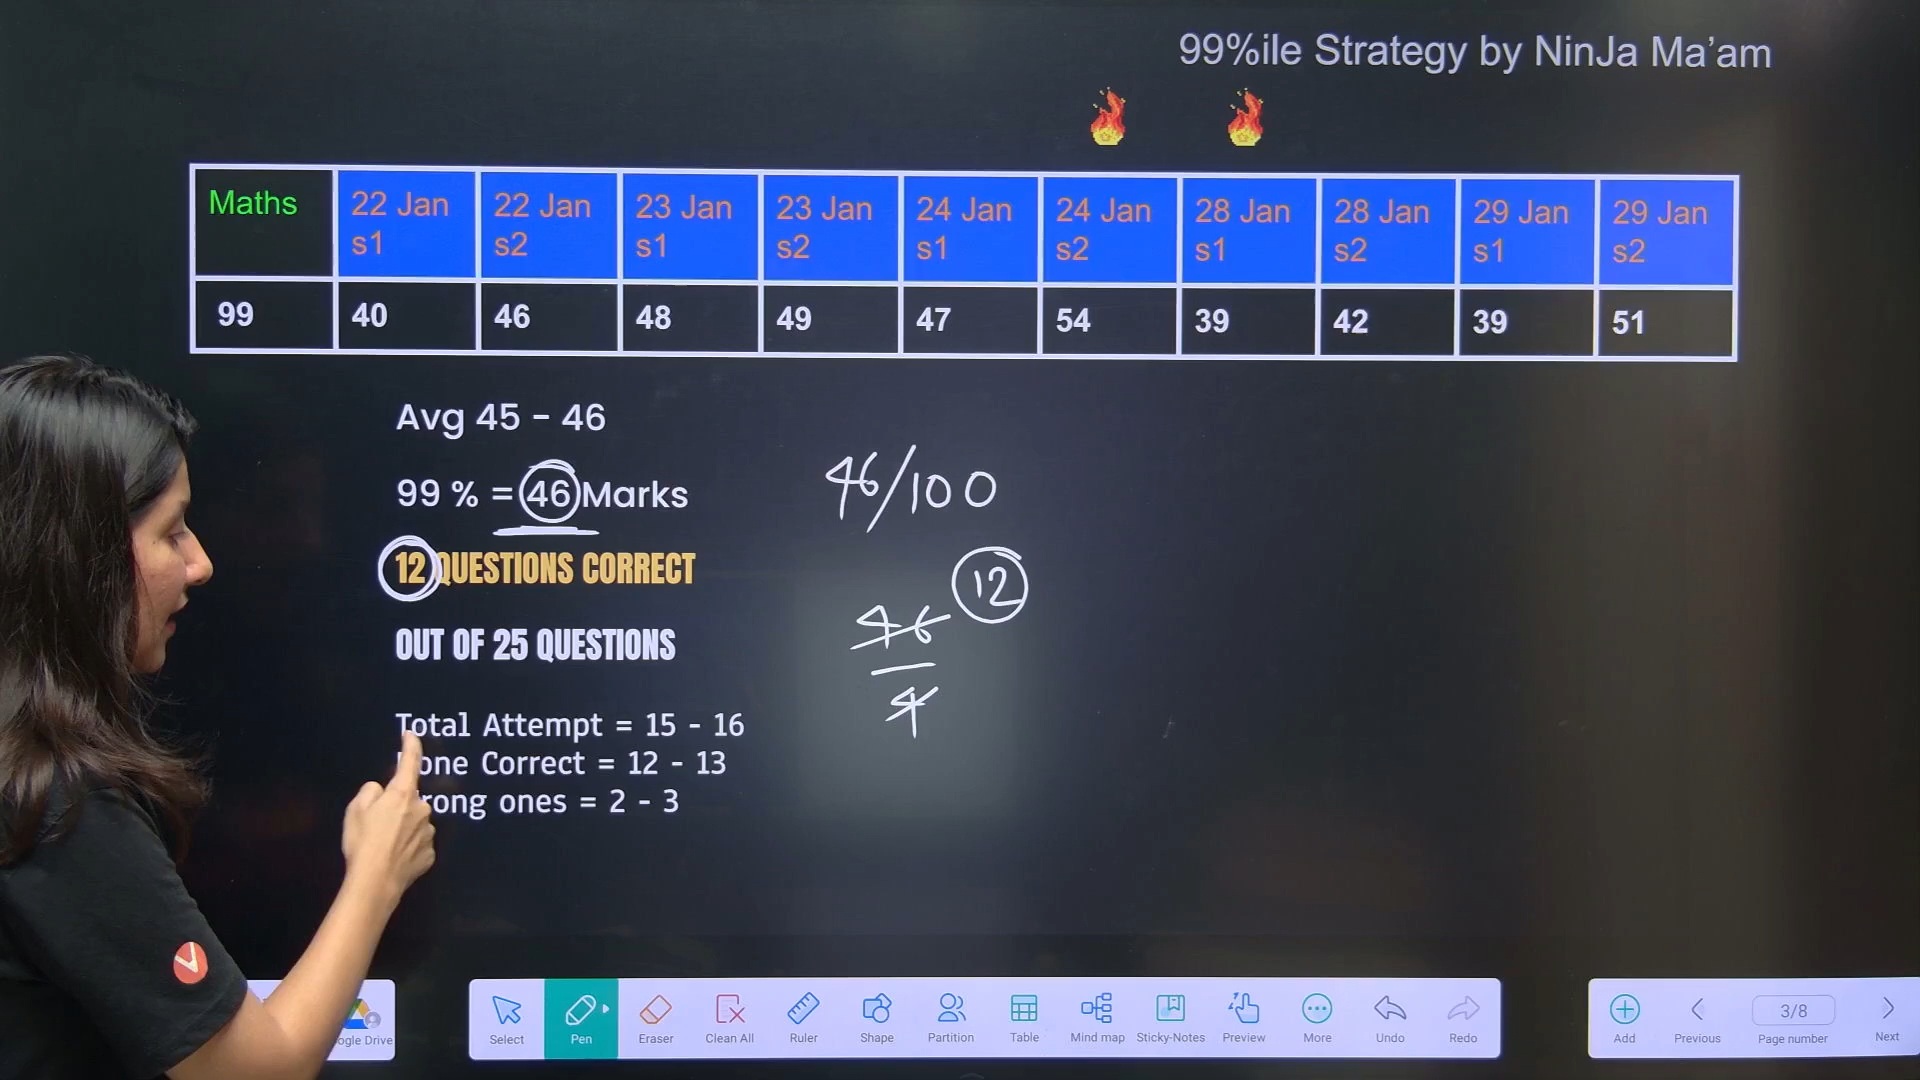 99%ile Strategy by NinJa Ma'am
Maths 22 Jan s1 22 Jan s2 23 Jan s1 23 Jan s2 24 Jan s1 24 Jan s2 28 Jan s1 28 Jan s2 29 Jan s1 29 Jan s2
99 40 46 48 49 47 54 39 42 39 51
Avg 45 - 46
99 % = 46 Marks
46/100
12 QUESTIONS CORRECT
12
46
OUT OF 25 QUESTIONS
4
Total Attempt = 15 - 16
Done Correct = 12 - 13
Wrong ones = 2 - 3
V
ogle Drive
Select Pen Eraser Clean All Ruler Shape Partition Table Mind map Sticky-Notes Preview More Undo Redo
Add Previous 3/8 Page number Next